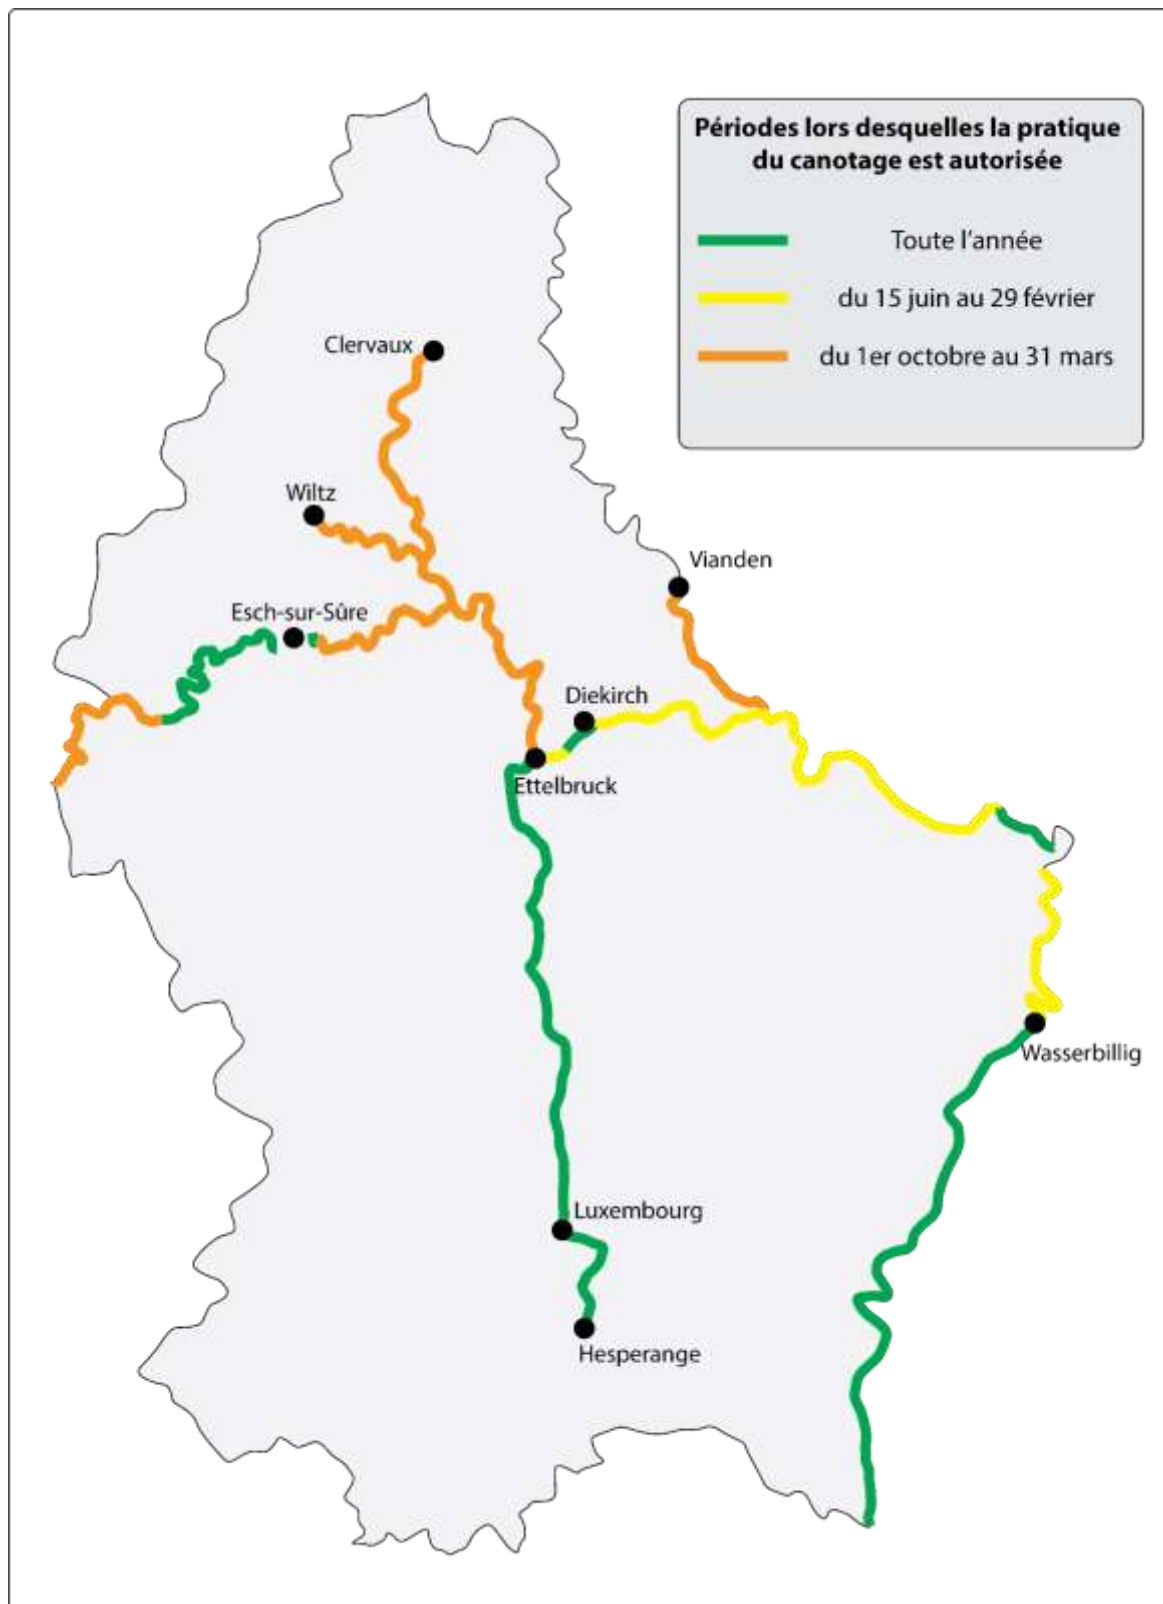 Périodes lors desquelles la pratique
du canotage est autorisée
Toute l'année
du 15 juin au 29 février
du 1er octobre au 31 mars
Clervaux
Wiltz
Vianden
Esch-sur-Sûre
Diekirch
Ettelbruck
Wasserbillig
Luxembourg
Hesperange